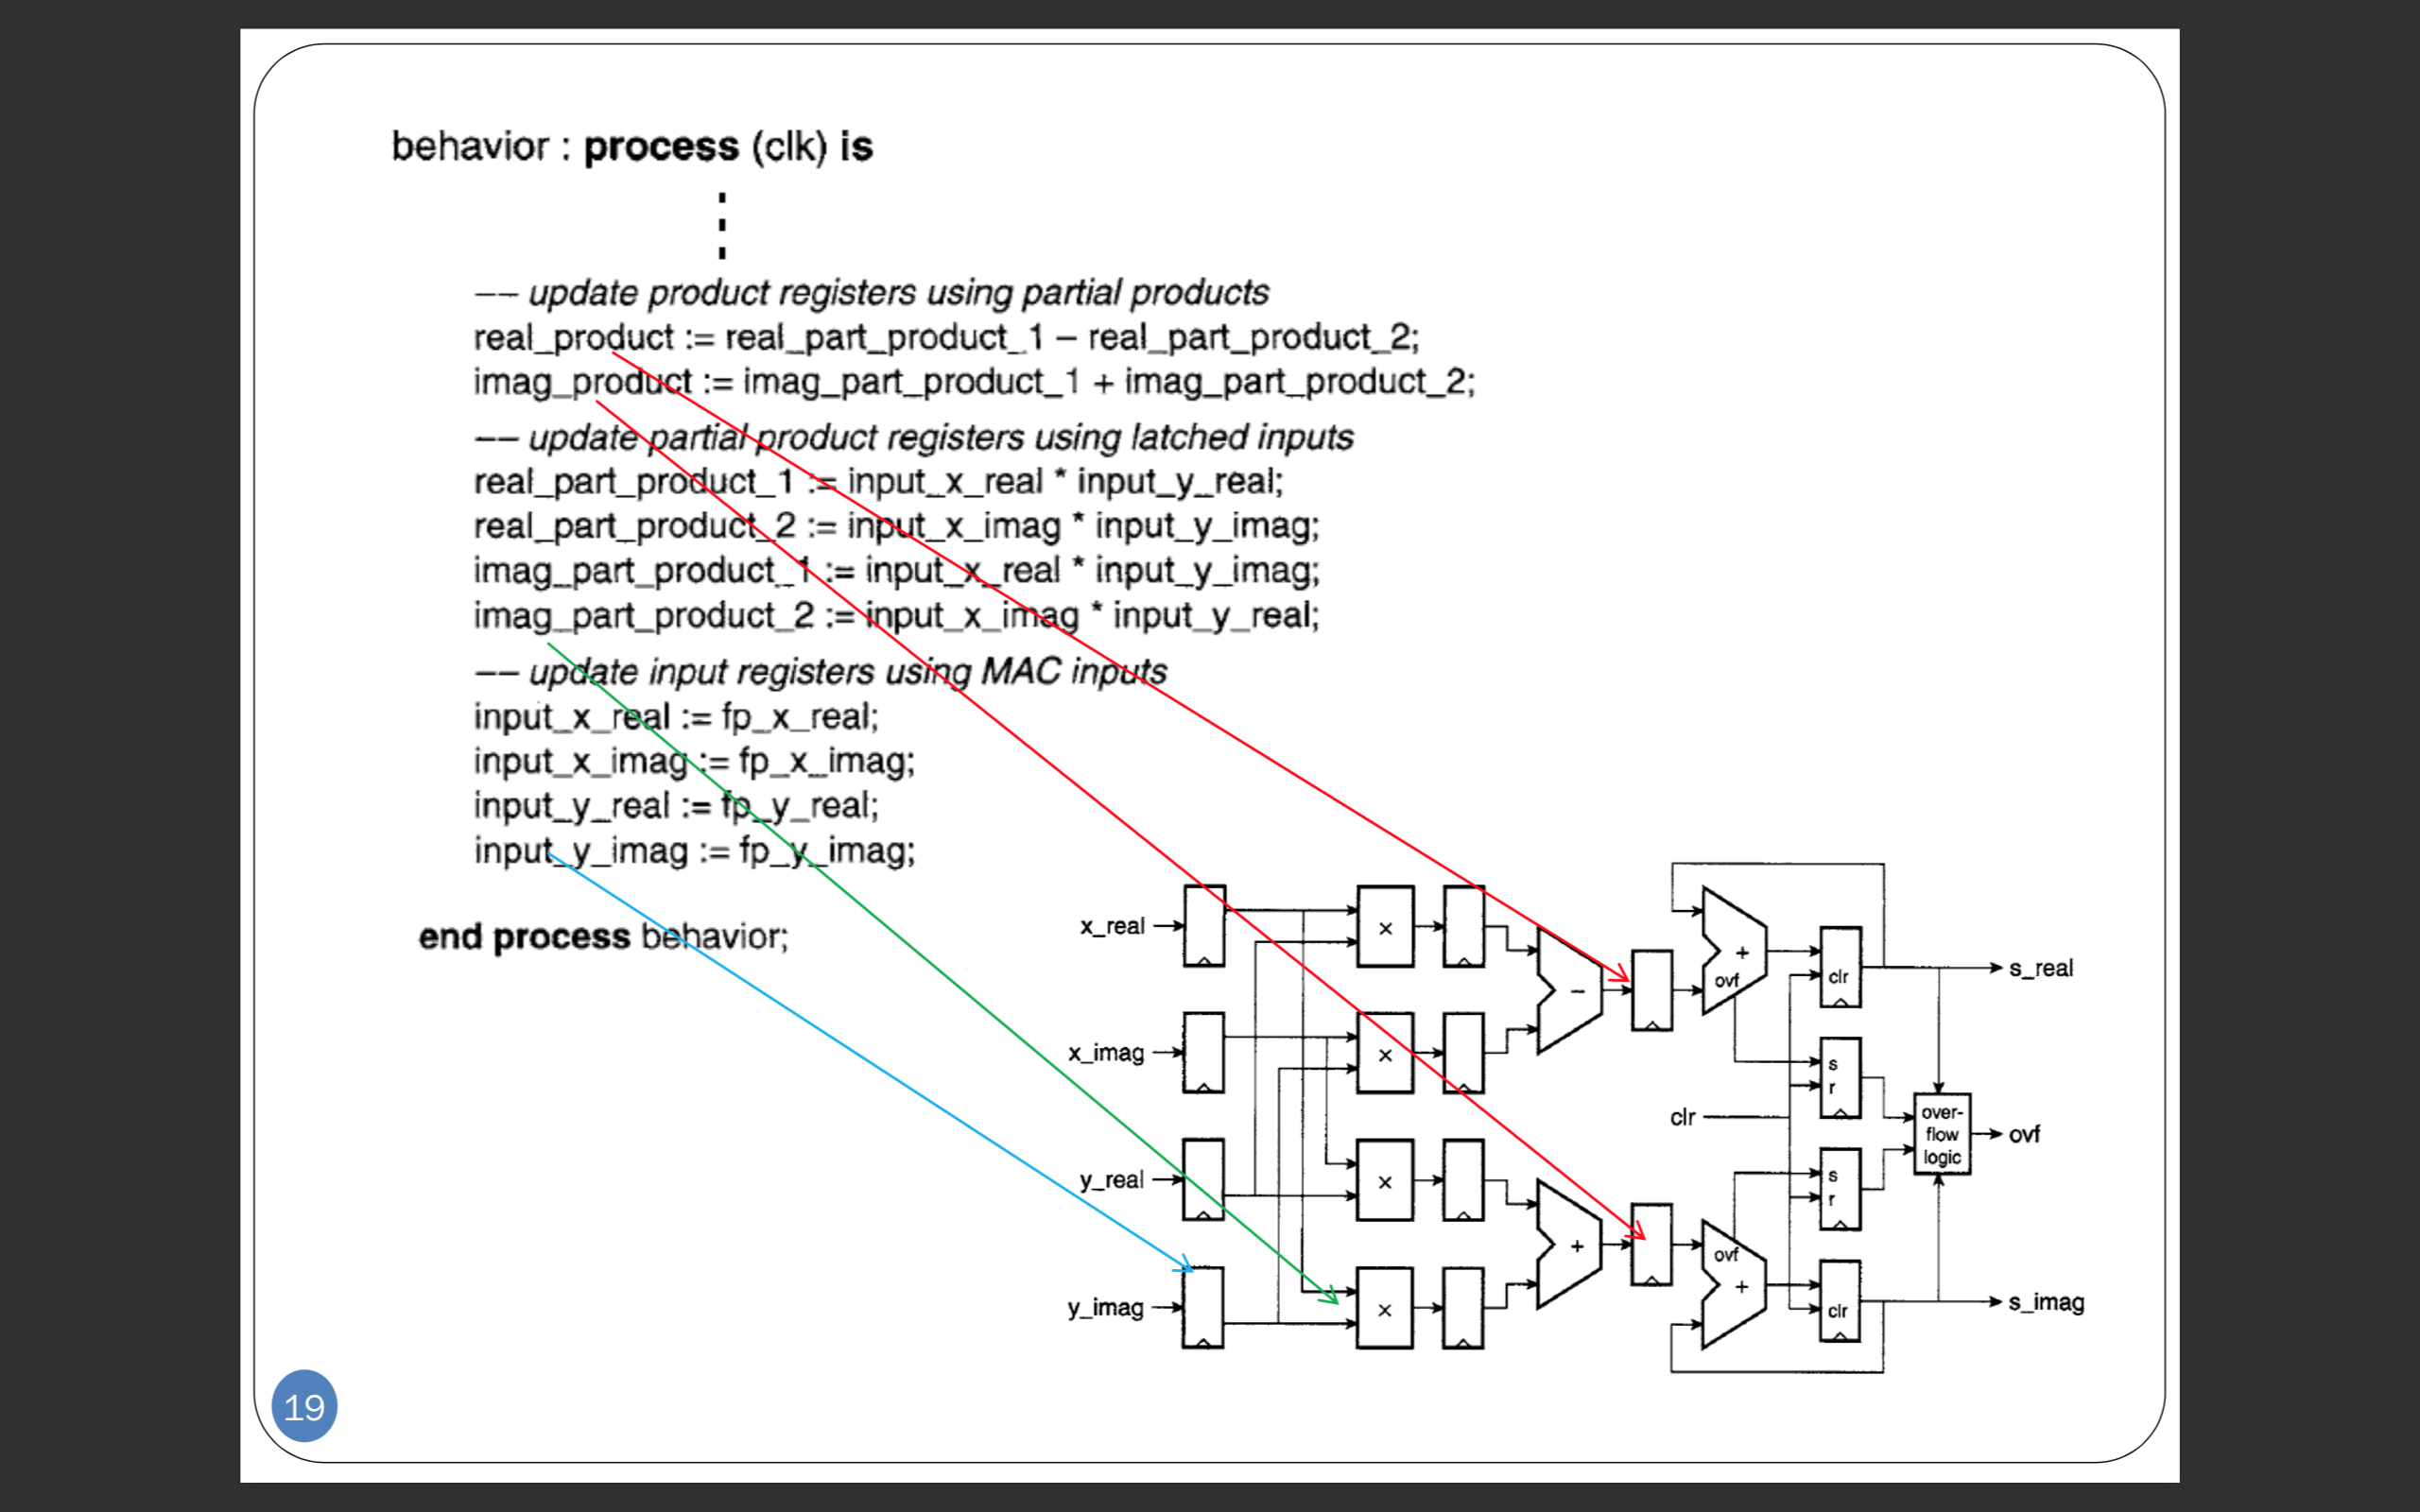 behavior : process (clk) is
-- update product registers using partial products
real_product := real_part_product_1 – real_part_product_2;
imag_product := imag_part_product_1 + imag_part_product_2;
-- update partial product registers using latched inputs
real_part_product_1 := input_x_real * input_y_real;
real_part_product_2 := input_x_imag * input_y_imag;
imag_part_product_1 := input_x_real * input_y_imag;
imag_part_product_2 := input_x_imag * input_y_real;
-- update input registers using MAC inputs
input_x_real := fp_x_real;
input_x_imag := fp_x_imag;
input_y_real := fp_y_real;
input_y_imag := fp_y_imag;
end process behavior;
x_real
×
+
ovf
clr
s_real
–
x_imag
×
s
r
clr
over-
flow
logic
ovf
y_real
×
s
r
+
ovf
+
clr
s_imag
y_imag
×
19